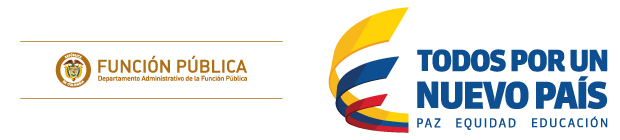 FUNCIÓN PÚBLICA
Departamento Administrativo de la Función Pública
TODOS POR UN
NUEVO PAÍS
PAZ EQUIDAD EDUCACIÓN